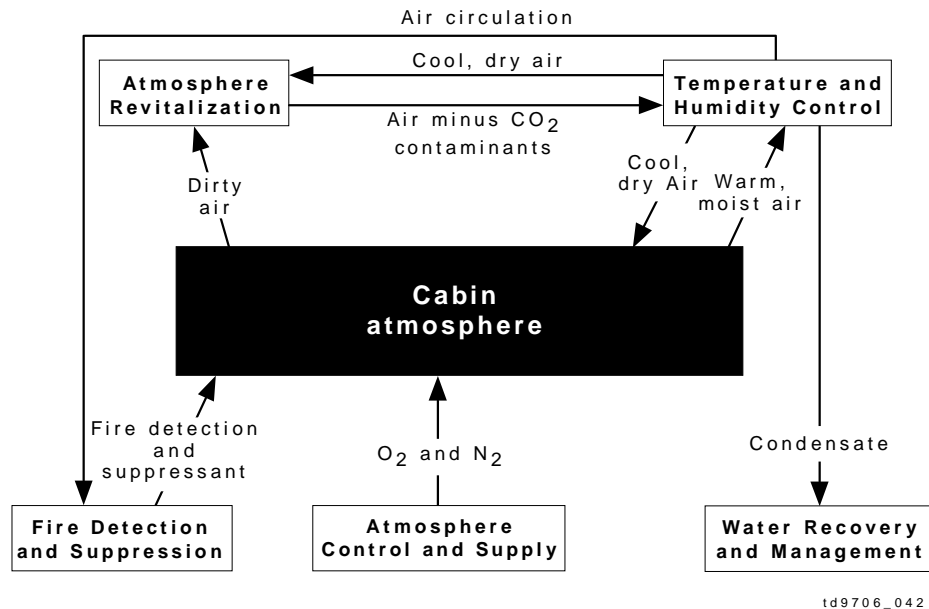 Air circulation
Cool, dry air
Atmosphere
Revitalization
Temperature and
Humidity Control
Air minus CO2
contaminants
Cool,
dry Air
Warm,
moist air
Dirty
air
Cabin
atmosphere
Fire detection
and
suppressant
O2 and N2
Condensate
Fire Detection
and Suppression
Atmosphere
Control and Supply
Water Recovery
and Management
td9706_042